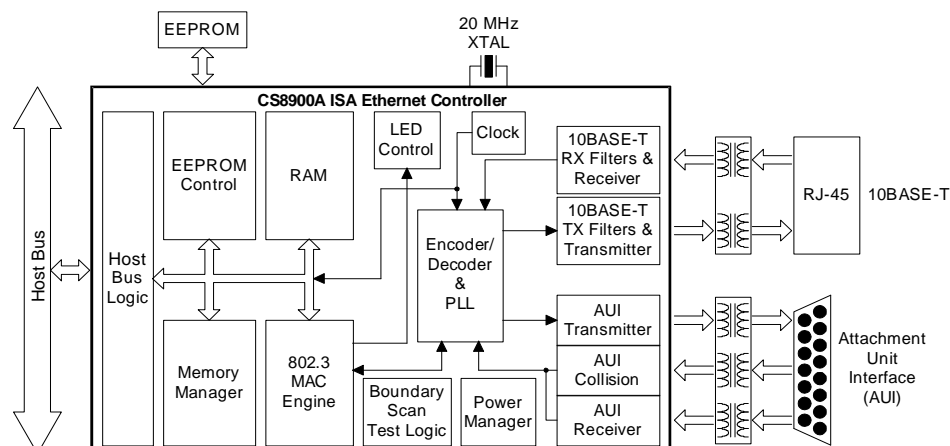 EEPROM
20 MHz
XTAL
CS8900A ISA Ethernet Controller
Host Bus
Host
Bus
Logic
EEPROM
Control
RAM
LED
Control
Clock
10BASE-T
RX Filters &
Receiver
10BASE-T
TX Filters &
Transmitter
RJ-45
10BASE-T
Encoder/
Decoder
&
PLL
Memory
Manager
802.3
MAC
Engine
Boundary
Scan
Test Logic
Power
Manager
AUI
Transmitter
AUI
Collision
AUI
Receiver
Attachment
Unit
Interface
(AUI)